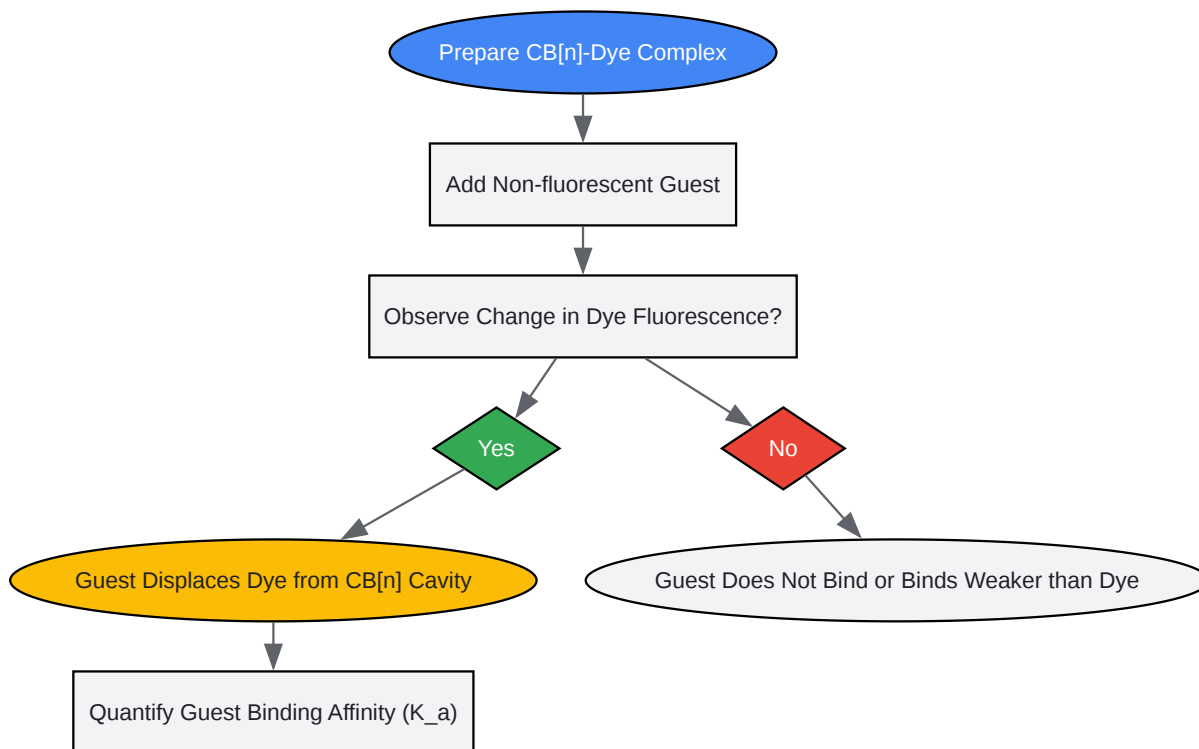 Prepare CB[n]-Dye Complex
Add Non-fluorescent Guest
Observe Change in Dye Fluorescence?
Yes
No
Guest Displaces Dye from CB[n] Cavity
Guest Does Not Bind or Binds Weaker than Dye
Quantify Guest Binding Affinity (K_a)